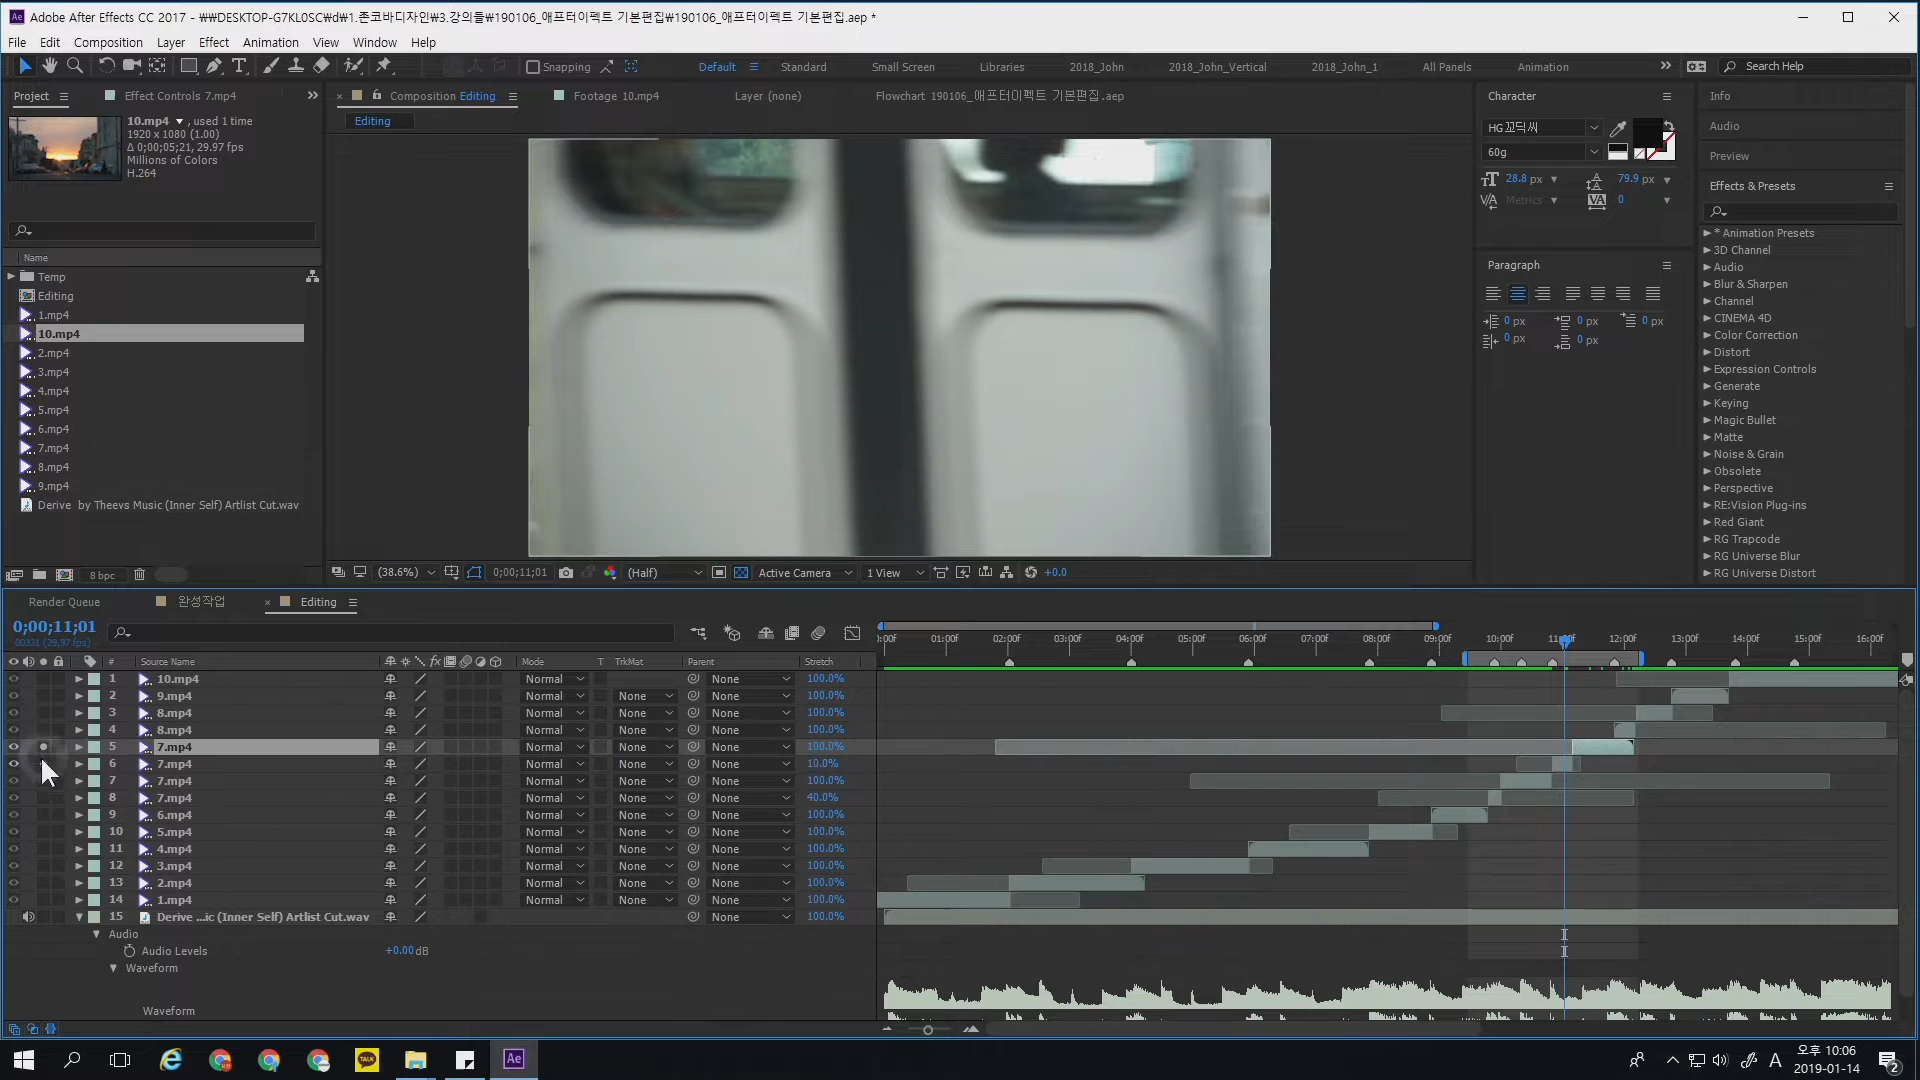 Adobe After Effects CC 2017 - ₩₩DESKTOP-G7KL0SC₩d₩1.존코바디자인₩3.강의들₩190106_애프터이펙트 기본편집₩190106_애프터이펙트 기본편집.aep *
File Edit Composition Layer Effect Animation View Window Help
Snapping Default Standard Small Screen Libraries 2018_John 2018_John_Vertical 2018_John_1 All Panels Animation Search Help
Project Effect Controls 7.mp4 Composition Editing Footage 10.mp4 Layer (none) Flowchart 190106_애프터이펙트 기본편집.aep Character Info
10.mp4 , used 1 time
1920 x 1080 (1.00)
Δ 0;00;05;21, 29.97 fps
Millions of Colors
H.264
Editing
HG꼬딕씨
60g
28.8 px 79.9 px
Metrics 0
Audio
Preview
Effects & Presets
Name
Temp
Editing
1.mp4
10.mp4
2.mp4
3.mp4
4.mp4
5.mp4
6.mp4
7.mp4
8.mp4
9.mp4
Derive by Theevs Music (Inner Self) Artlist Cut.wav
Paragraph
0 px 0 px 0 px
0 px 0 px
* Animation Presets
3D Channel
Audio
Blur & Sharpen
Channel
CINEMA 4D
Color Correction
Distort
Expression Controls
Generate
Keying
Magic Bullet
Matte
Noise & Grain
Obsolete
Perspective
RE:Vision Plug-ins
Red Giant
RG Trapcode
RG Universe Blur
RG Universe Distort
8 bpc (38.6%) 0;00;11;01 (Half) Active Camera 1 View +0.0
Render Queue 완성작업 Editing
0;00;11;01
00331 (29.97 fps)
0:00f 01:00f 02:00f 03:00f 04:00f 05:00f 06:00f 07:00f 08:00f 09:00f 10:00f 12:00f 13:00f 14:00f 15:00f 16:00f
# Source Name Mode T TrkMat Parent Stretch
1 10.mp4 Normal None 100.0%
2 9.mp4 Normal None None 100.0%
3 8.mp4 Normal None None 100.0%
4 8.mp4 Normal None None 100.0%
5 7.mp4 Normal None None 100.0%
6 7.mp4 Normal None None 10.0%
7 7.mp4 Normal None None 100.0%
8 7.mp4 Normal None None 40.0%
9 6.mp4 Normal None None 100.0%
10 5.mp4 Normal None None 100.0%
11 4.mp4 Normal None None 100.0%
12 3.mp4 Normal None None 100.0%
13 2.mp4 Normal None None 100.0%
14 1.mp4 Normal None None 100.0%
15 Derive ...ic (Inner Self) Artlist Cut.wav None 100.0%
Audio
Audio Levels +0.00 dB
Waveform
Waveform
TALK
Ae
A
오후 10:06
2019-01-14
2